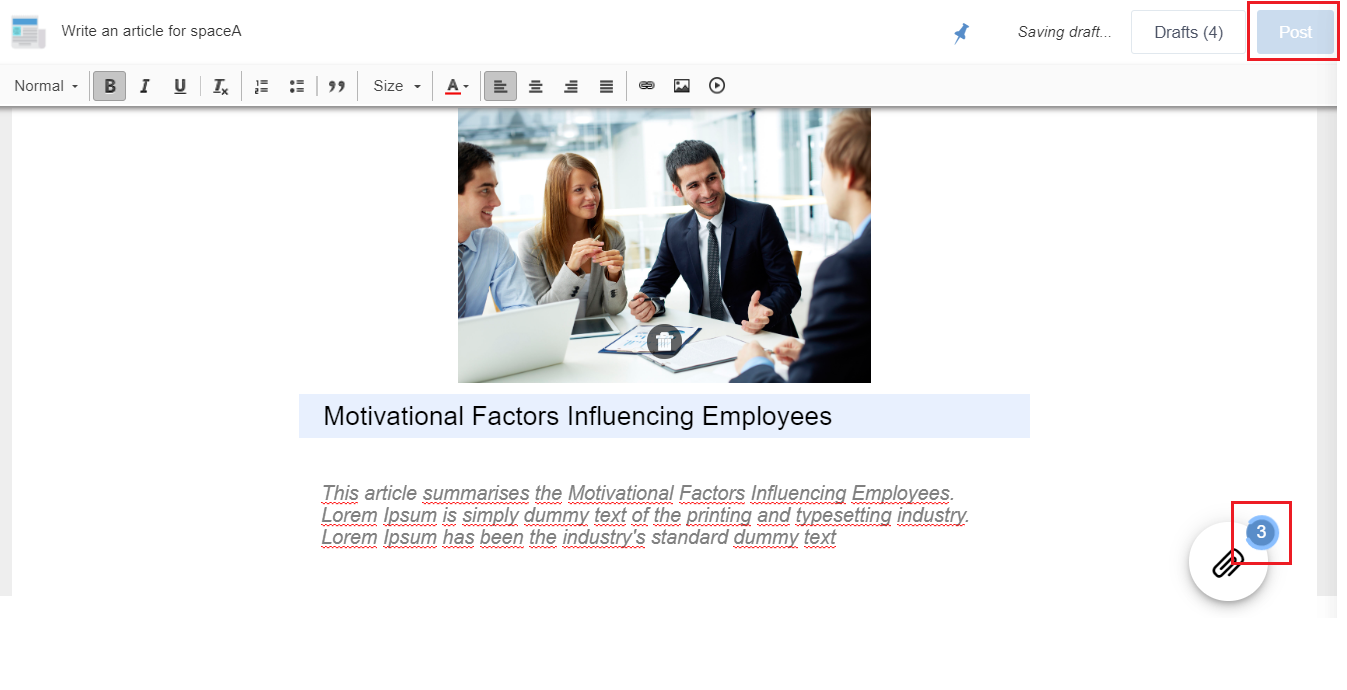 Write an article for spaceA
Saving draft...
Drafts (4)
Post
Normal
B I U Tx
Size
A
Motivational Factors Influencing Employees
This article summarises the Motivational Factors Influencing Employees.
Lorem Ipsum is simply dummy text of the printing and typesetting industry.
Lorem Ipsum has been the industry's standard dummy text
3